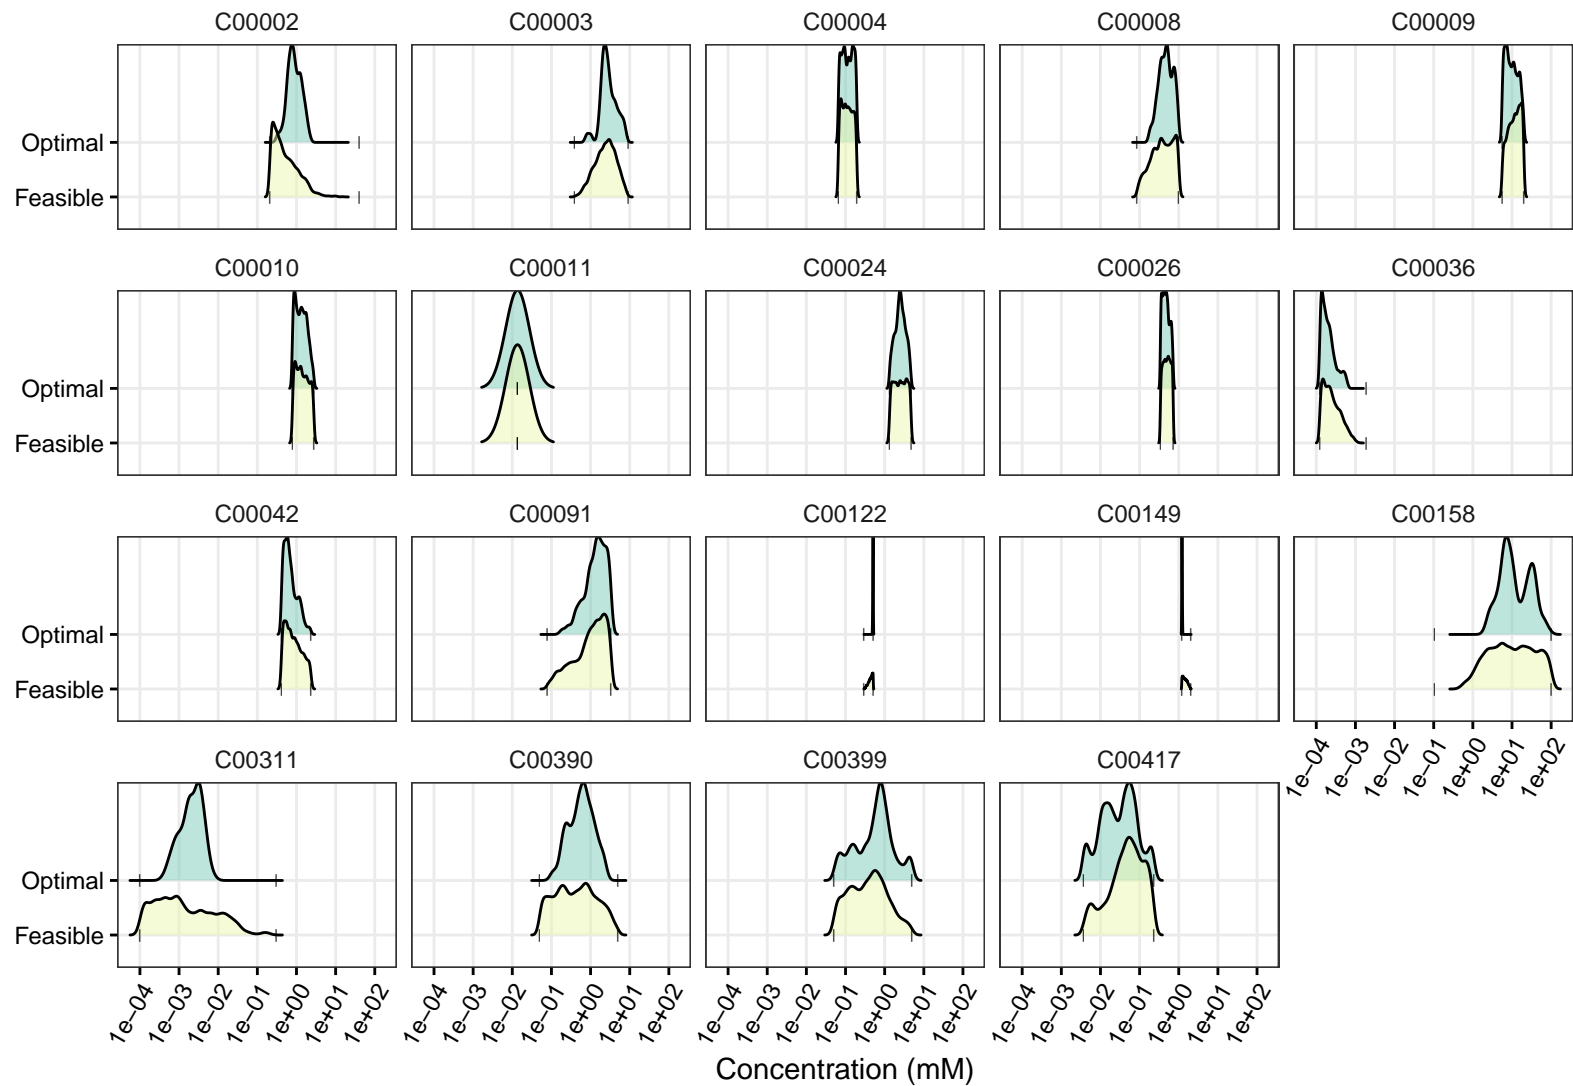 C00002 C00003 C00004 C00008 C00009
Optimal
Feasible
C00010 C00011 C00024 C00026 C00036
Optimal
Feasible
C00042 C00091 C00122 C00149 C00158
Optimal
Feasible
1e−04 1e−03 1e−02 1e−01 1e+00 1e+01 1e+02
C00311 C00390 C00399 C00417
Optimal
Feasible
1e−04 1e−03 1e−02 1e−01 1e+00 1e+01 1e+02 1e−04 1e−03 1e−02 1e−01 1e+00 1e+01 1e+02 1e−04 1e−03 1e−02 1e−01 1e+00 1e+01 1e+02 1e−04 1e−03 1e−02 1e−01 1e+00 1e+01 1e+02
Concentration (mM)